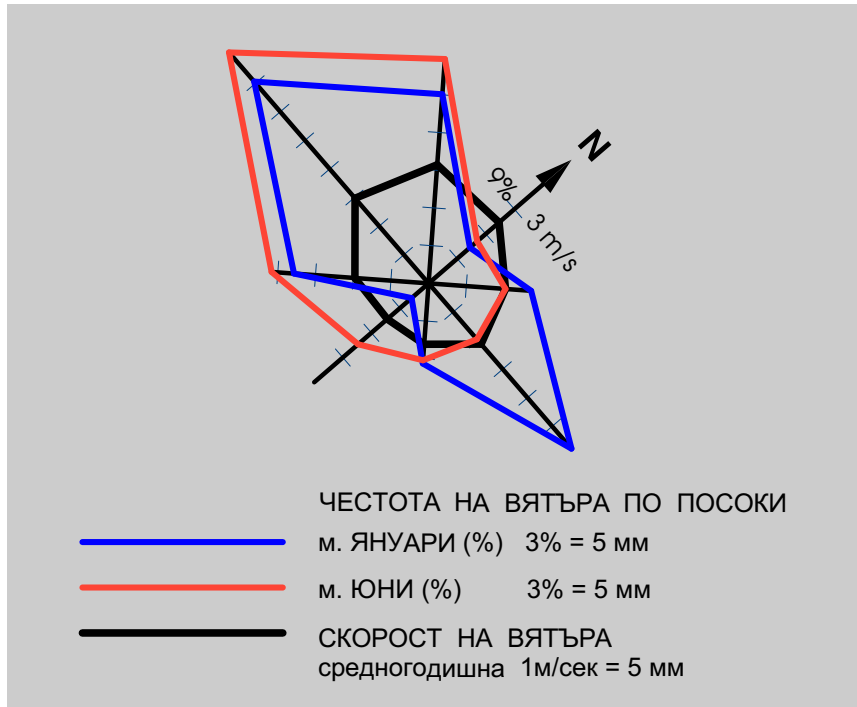 N
9%
3 m/s
ЧЕСТОТА НА ВЯТЪРА ПО ПОСОКИ
м. ЯНУАРИ (%) 3% = 5 мм
м. ЮНИ (%) 3% = 5 мм
СКОРОСТ НА ВЯТЪРА
средногодишна 1м/сек = 5 мм